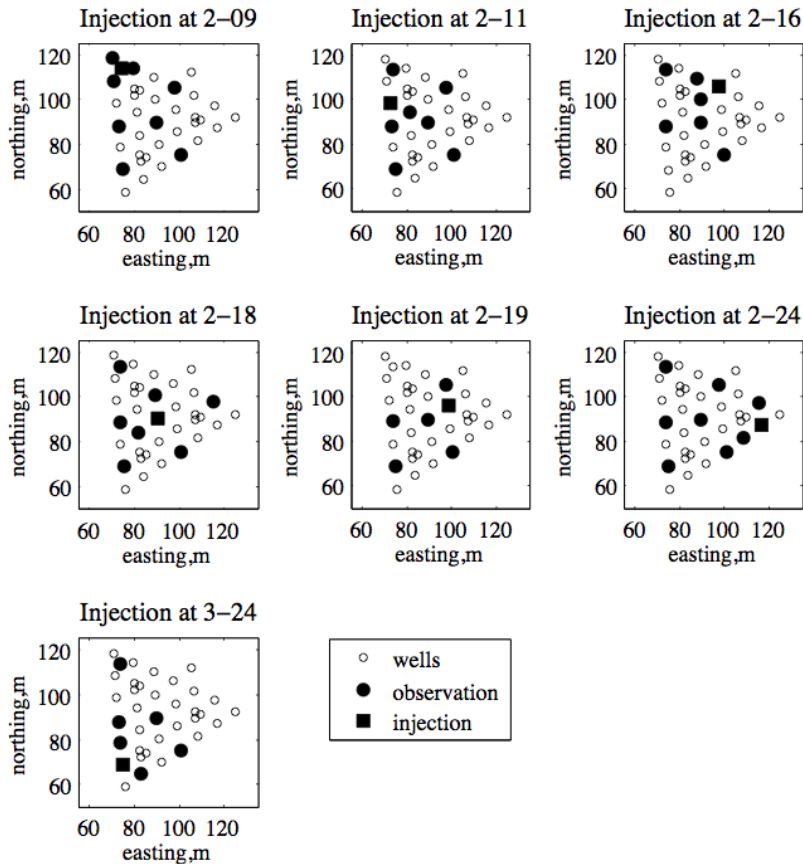 Injection at 2−09
Injection at 2−11
Injection at 2−16
120
100
80
60
northing,m
60 80 100 120
easting,m
120
100
80
60
northing,m
60 80 100 120
easting,m
120
100
80
60
northing,m
60 80 100 120
easting,m
Injection at 2−18
Injection at 2−19
Injection at 2−24
120
100
80
60
northing,m
60 80 100 120
easting,m
120
100
80
60
northing,m
60 80 100 120
easting,m
120
100
80
60
northing,m
60 80 100 120
easting,m
Injection at 3−24
120
100
80
60
northing,m
60 80 100 120
easting,m
wells
observation
injection